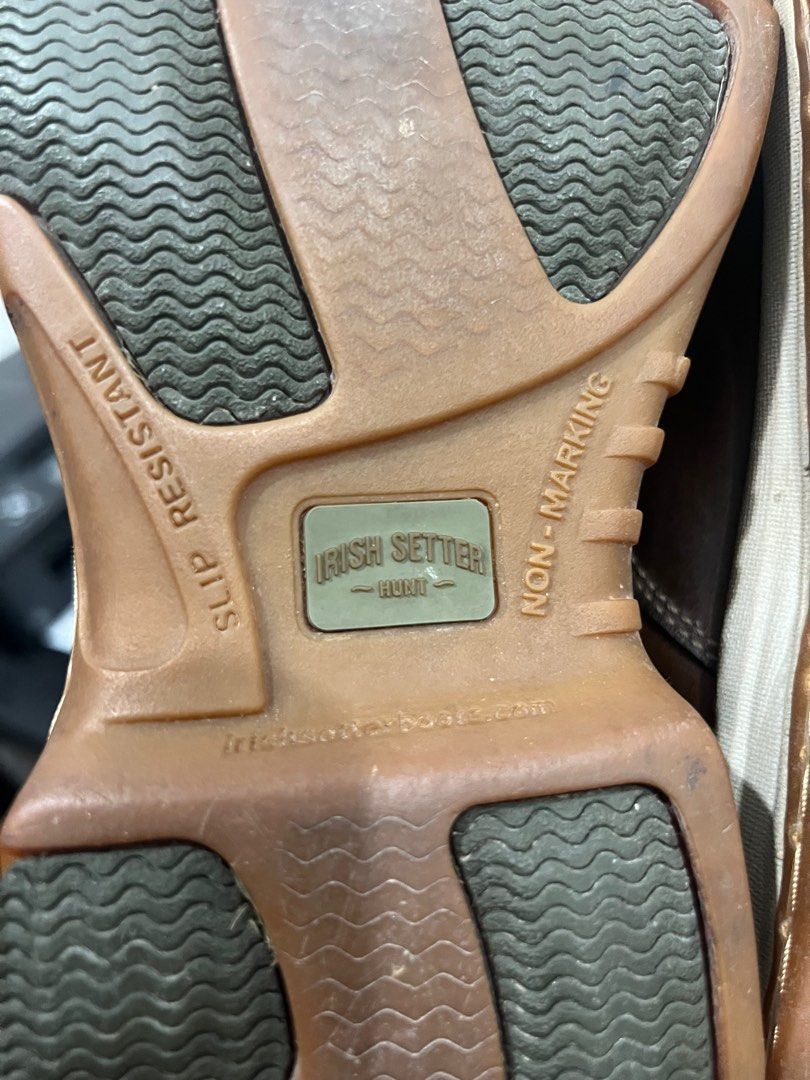 SLIP RESISTANT
NON-MARKING
IRISH SETTER
~ HUNT ~
irishsetterboots.com